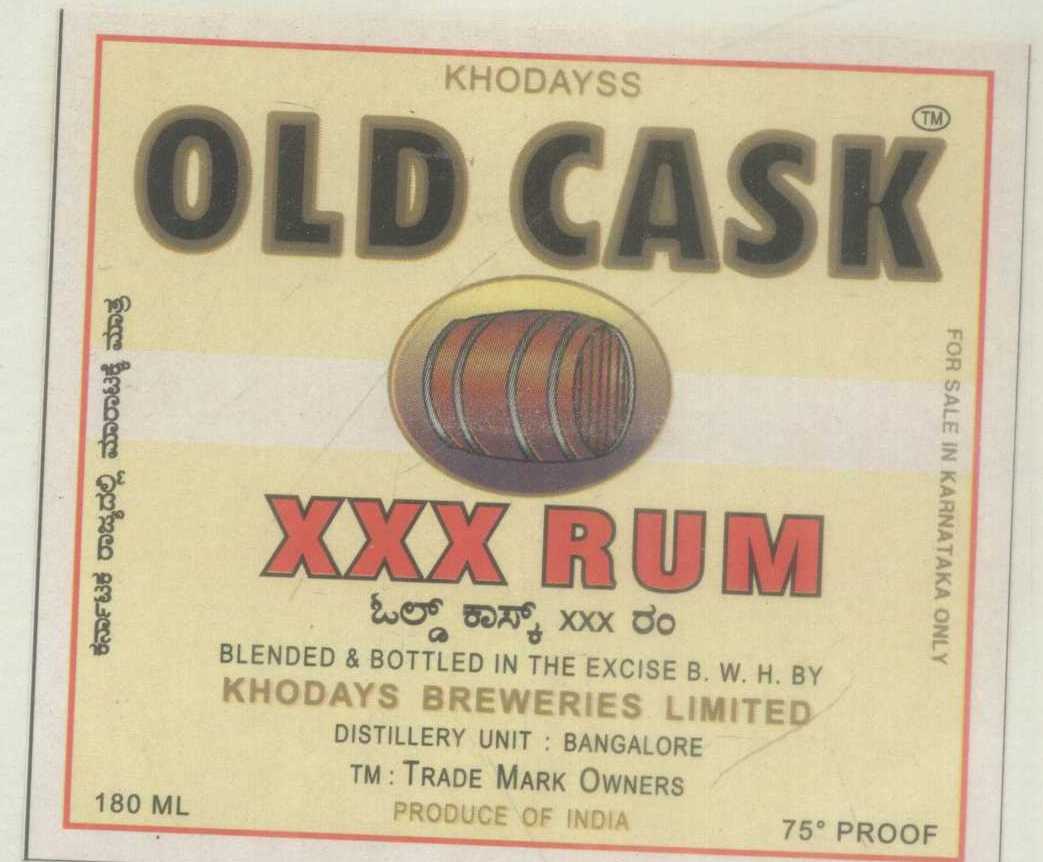 KHODAYSS
OLD CASK
TM
ಕರ್ನಾಟಕ ರಾಜ್ಯದಲ್ಲಿ ಮಾರಾಟಕ್ಕೆ ಮಾತ್ರ
FOR SALE IN KARNATAKA ONLY
XXX RUM
ಓಲ್ಡ್ ಕಾಸ್ಕ್ XXX ರಂ
BLENDED & BOTTLED IN THE EXCISE B. W. H. BY
KHODAYS BREWERIES LIMITED
DISTILLERY UNIT : BANGALORE
TM : TRADE MARK OWNERS
PRODUCE OF INDIA
180 ML
75° PROOF